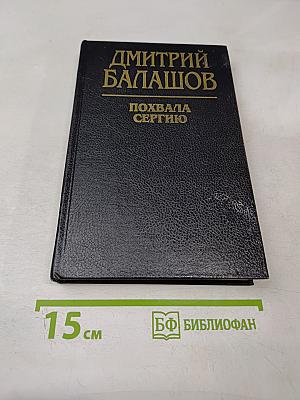 ДМИТРИЙ
БАЛАШОВ
ПОХВАЛА
СЕРГИЮ
15 см
БФ БИБЛИОФАН